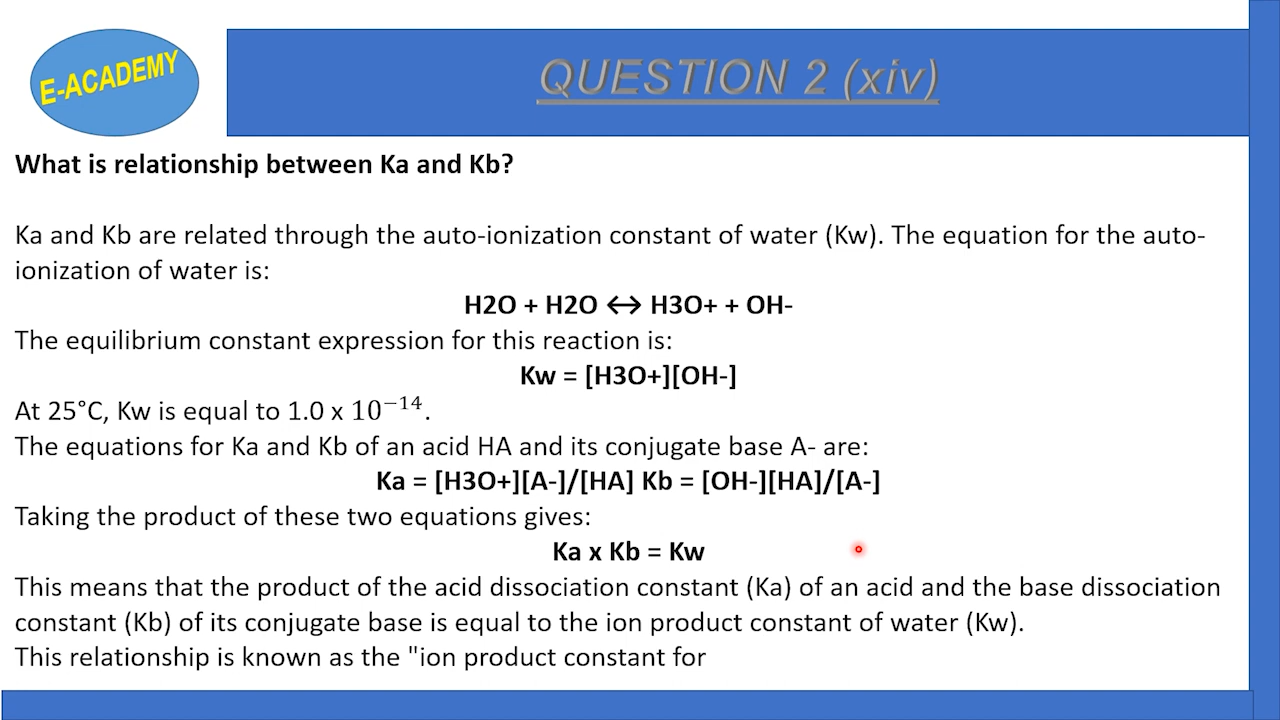 E-ACADEMY
QUESTION 2 (xiv)
What is relationship between Ka and Kb?
Ka and Kb are related through the auto-ionization constant of water (Kw). The equation for the auto-
ionization of water is:
H2O + H2O ↔ H3O+ + OH-
The equilibrium constant expression for this reaction is:
Kw = [H3O+][OH-]
At 25°C, Kw is equal to 1.0 x 10⁻¹⁴.
The equations for Ka and Kb of an acid HA and its conjugate base A- are:
Ka = [H3O+][A-]/[HA] Kb = [OH-][HA]/[A-]
Taking the product of these two equations gives:
Ka x Kb = Kw
This means that the product of the acid dissociation constant (Ka) of an acid and the base dissociation
constant (Kb) of its conjugate base is equal to the ion product constant of water (Kw).
This relationship is known as the "ion product constant for